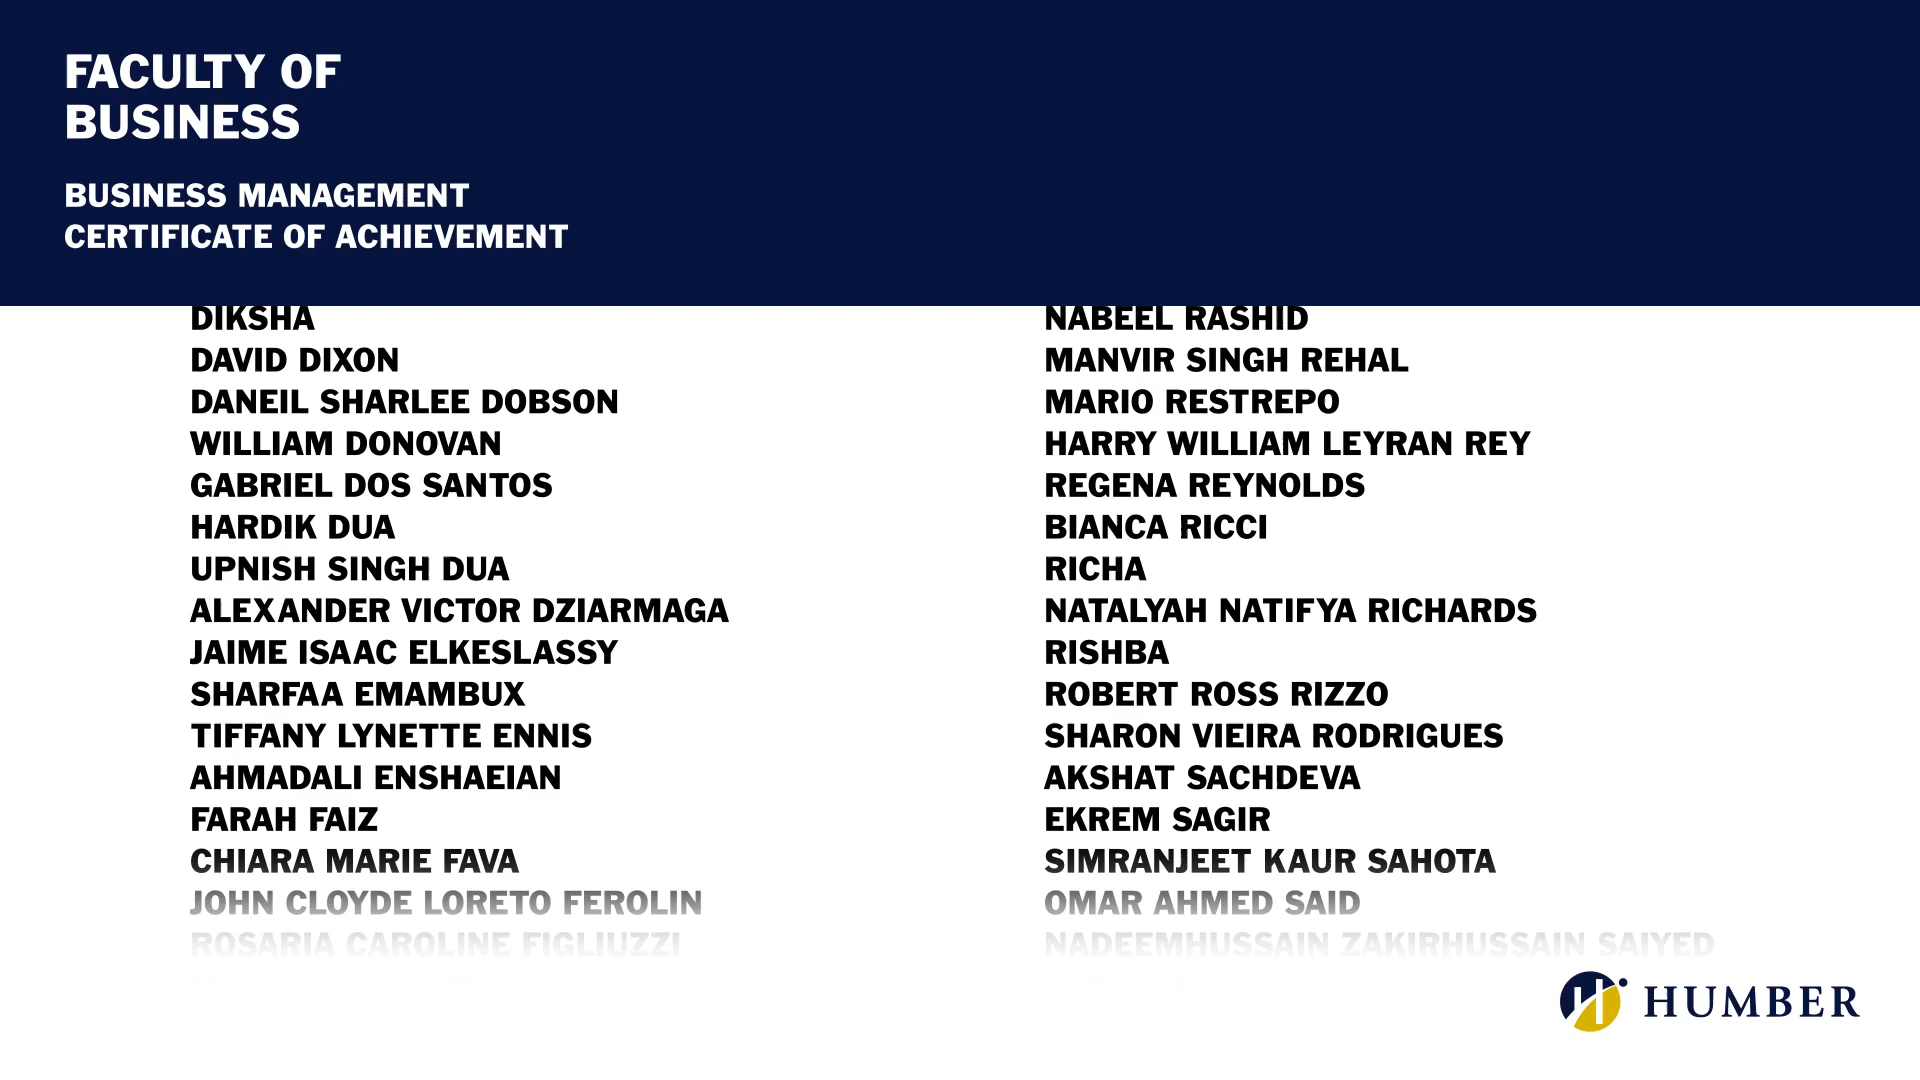 FACULTY OF
BUSINESS
BUSINESS MANAGEMENT
CERTIFICATE OF ACHIEVEMENT
DIKSHA
DAVID DIXON
DANEIL SHARLEE DOBSON
WILLIAM DONOVAN
GABRIEL DOS SANTOS
HARDIK DUA
UPNISH SINGH DUA
ALEXANDER VICTOR DZIARMAGA
JAIME ISAAC ELKESLASSY
SHARFAA EMAMBUX
TIFFANY LYNETTE ENNIS
AHMADALI ENSHAEIAN
FARAH FAIZ
CHIARA MARIE FAVA
JOHN CLOYDE LORETO FEROLIN
ROSARIA CAROLINE FIGLIUZZI
NABEEL RASHID
MANVIR SINGH REHAL
MARIO RESTREPO
HARRY WILLIAM LEYRAN REY
REGENA REYNOLDS
BIANCA RICCI
RICHA
NATALYAH NATIFYA RICHARDS
RISHBA
ROBERT ROSS RIZZO
SHARON VIEIRA RODRIGUES
AKSHAT SACHDEVA
EKREM SAGIR
SIMRANJEET KAUR SAHOTA
OMAR AHMED SAID
NADEEMHUSSAIN ZAKIRHUSSAIN SAIYED
HUMBER